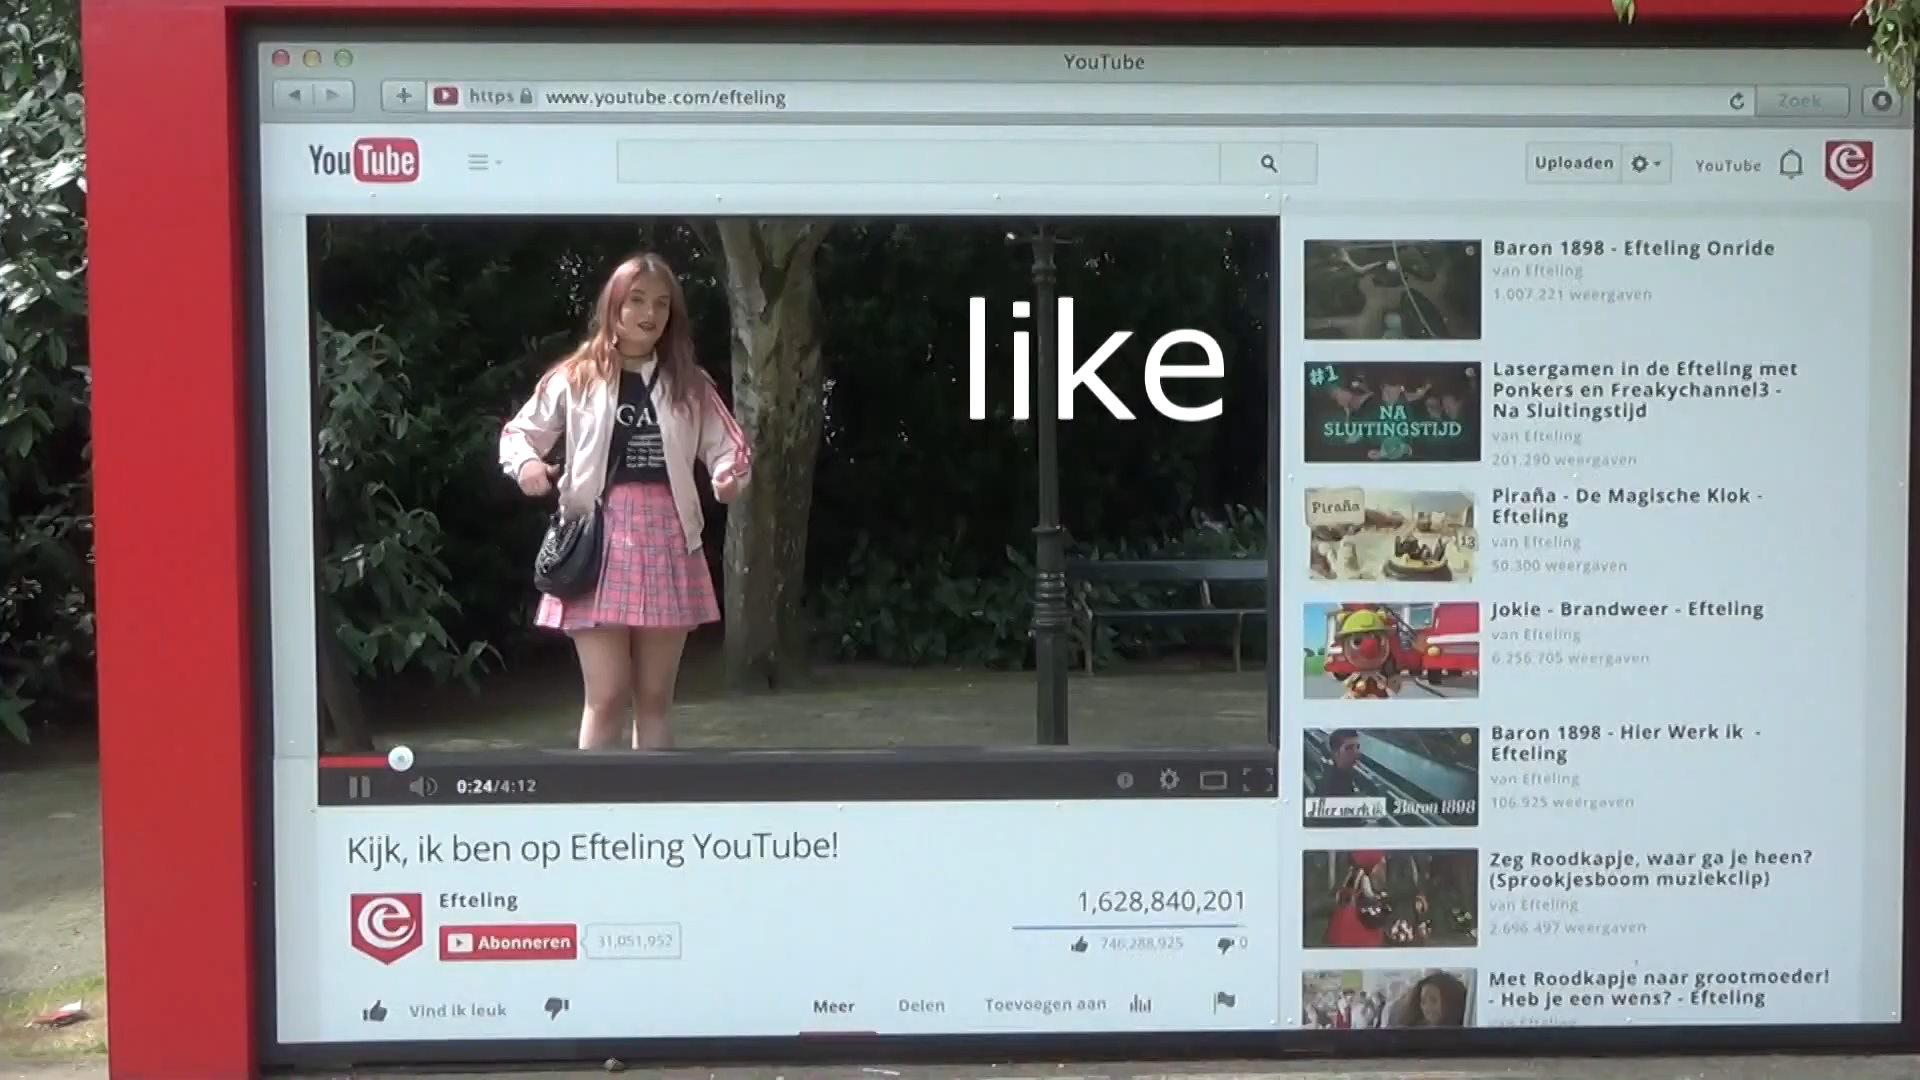 YouTube
https www.youtube.com/efteling
Zoek
YouTube
Uploaden
YouTube
like
GA
0:24/4:12
Kijk, ik ben op Efteling YouTube!
Efteling
Abonneren
31,051,952
1,628,840,201
746,288,925
0
Vind ik leuk
Meer
Delen
Toevoegen aan
Baron 1898 - Efteling Onride
van Efteling
1.007.221 weergaven
#1
NA
SLUITINGSTIJD
Lasergamen in de Efteling met
Ponkers en Freakychannel3 -
Na Sluitingstijd
van Efteling
201.290 weergaven
Piraña
13
Piraña - De Magische Klok -
Efteling
van Efteling
50.300 weergaven
Jokie - Brandweer - Efteling
van Efteling
6.256.705 weergaven
Hier werk ik Baron 1898
Baron 1898 - Hier Werk ik -
Efteling
van Efteling
106.925 weergaven
Zeg Roodkapje, waar ga je heen?
(Sprookjesboom muziekclip)
van Efteling
2.696.497 weergaven
Met Roodkapje naar grootmoeder!
- Heb je een wens? - Efteling
van Efteling